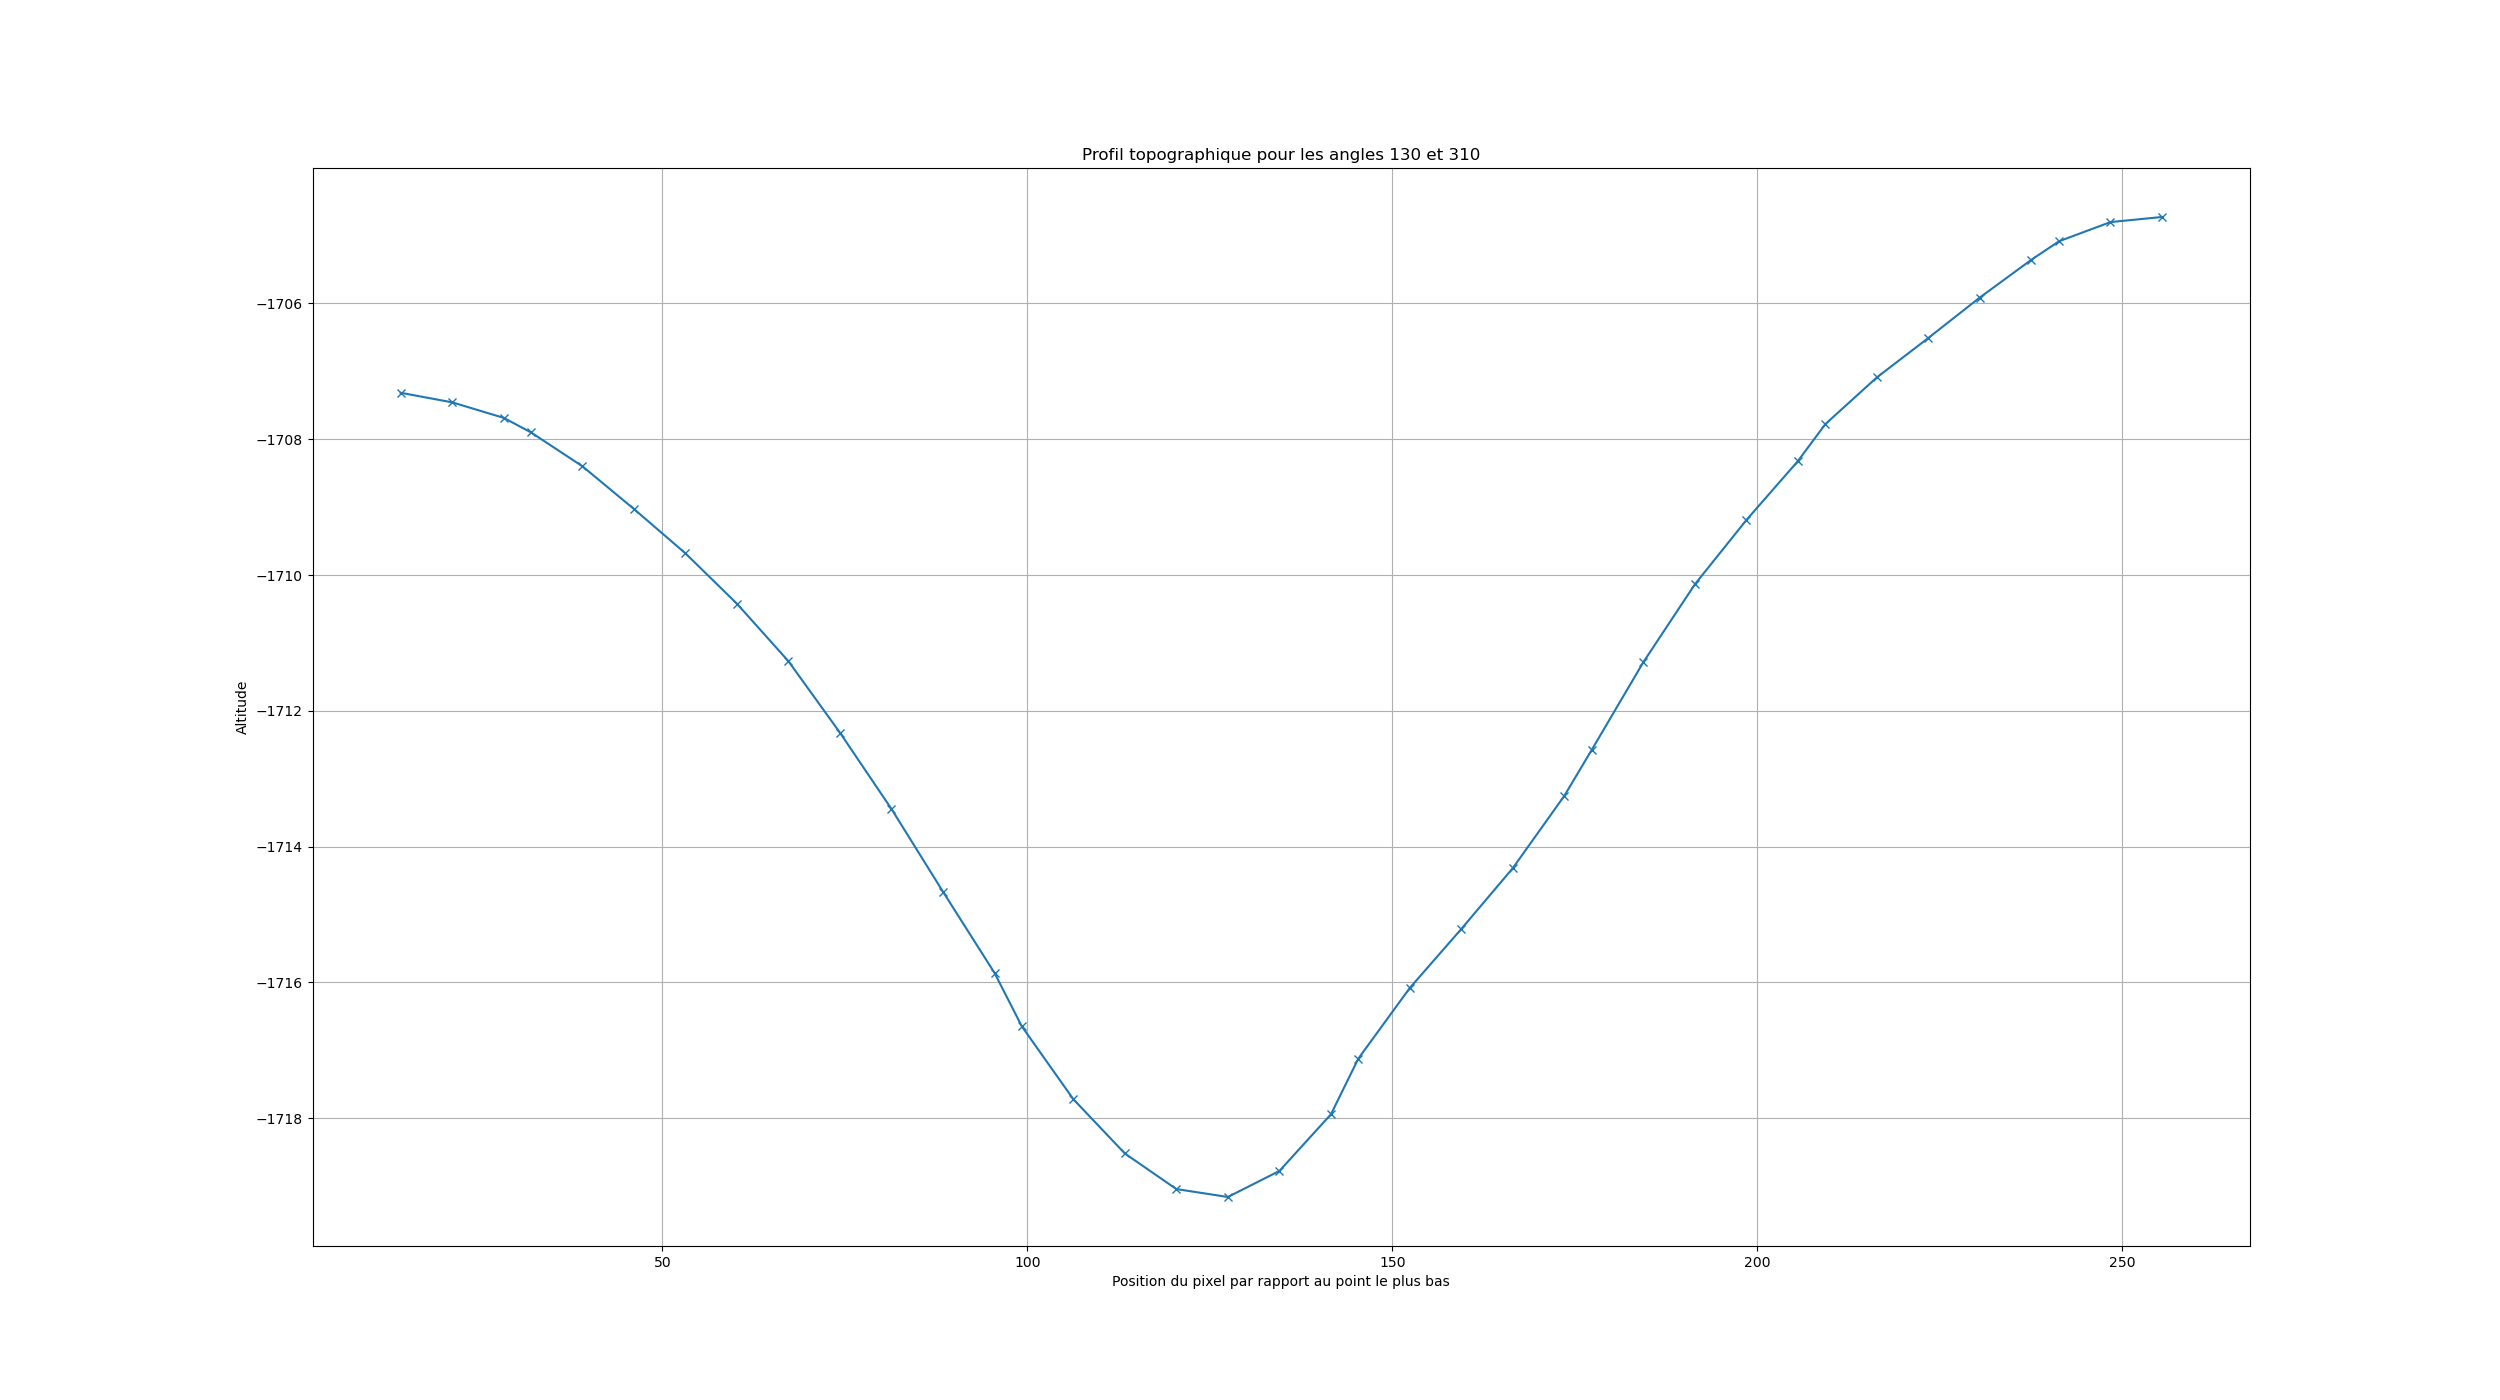 Profil topographique pour les angles 130 et 310
−1706
−1708
−1710
−1712
−1714
−1716
−1718
Altitude
50 100 150 200 250
Position du pixel par rapport au point le plus bas